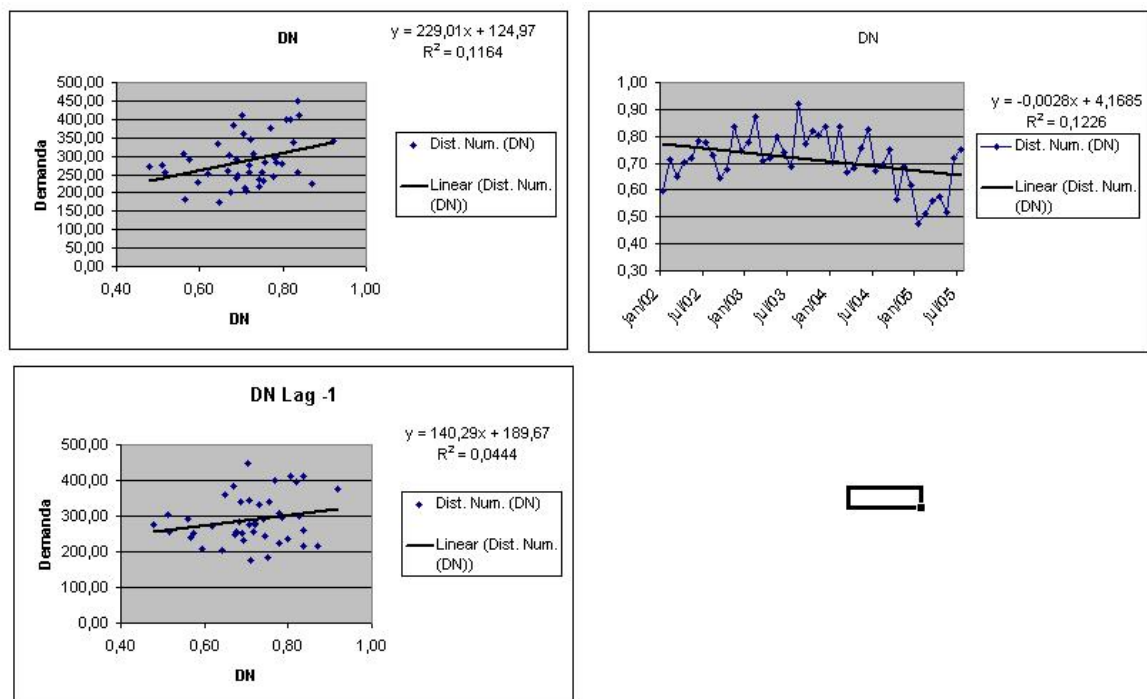 DN
y = 229,01x + 124,97
R² = 0,1164
500,00
450,00
400,00
350,00
300,00
250,00
200,00
150,00
100,00
50,00
0,00
Demanda
0,40 0,60 0,80 1,00
DN
Dist. Num. (DN)
Linear (Dist. Num.
(DN))
DN
y = -0,0028x + 4,1685
R² = 0,1226
1,00
0,90
0,80
0,70
0,60
0,50
0,40
0,30
jan/02 jul/02 jan/03 jul/03 jan/04 jul/04 jan/05 jul/05
Dist. Num. (DN)
Linear (Dist. Num.
(DN))
DN Lag -1
y = 140,29x + 189,67
R² = 0,0444
500,00
400,00
300,00
200,00
100,00
0,00
Demanda
0,40 0,60 0,80 1,00
DN
Dist. Num. (DN)
Linear (Dist. Num.
(DN))